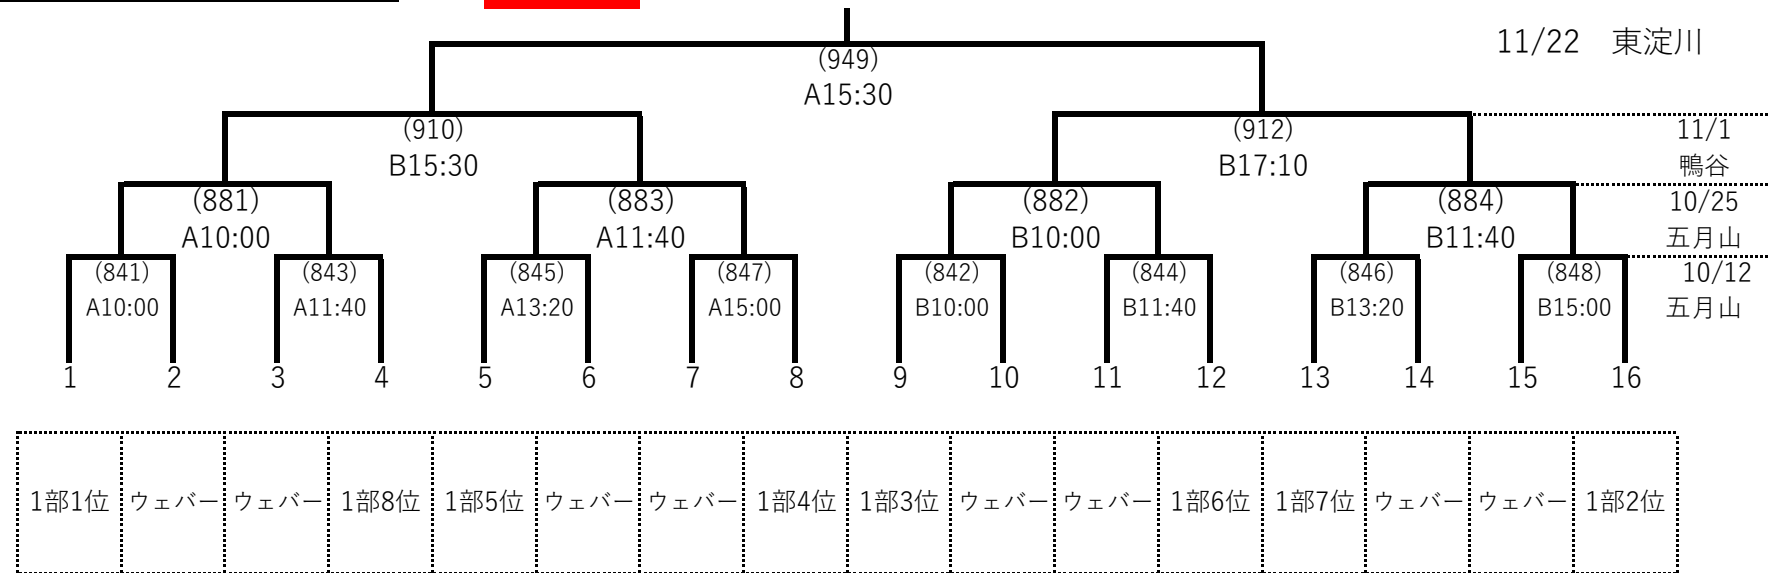 11/22 東淀川
(949)
A15:30
(910) (912) 11/1
B15:30 B17:10 鴨谷
(881) (883) (882) (884) 10/25
A10:00 A11:40 B10:00 B11:40 五月山
(841) (843) (845) (847) (842) (844) (846) (848) 10/12
A10:00 A11:40 A13:20 A15:00 B10:00 B11:40 B13:20 B15:00 五月山
1 2 3 4 5 6 7 8 9 10 11 12 13 14 15 16
1部1位 ウェバー ウェバー 1部8位 1部5位 ウェバー ウェバー 1部4位 1部3位 ウェバー ウェバー 1部6位 1部7位 ウェバー ウェバー 1部2位